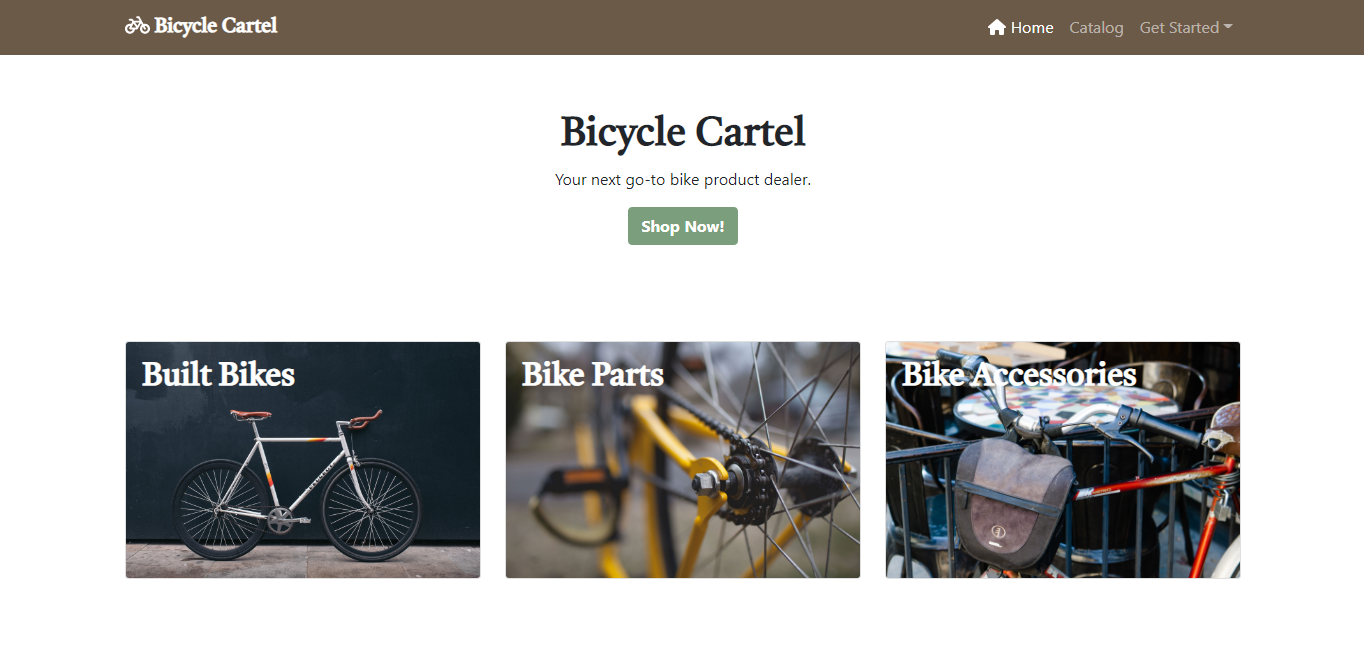 Bicycle Cartel
Home Catalog Get Started
Bicycle Cartel
Your next go-to bike product dealer.
Shop Now!
Built Bikes
Bike Parts
Bike Accessories